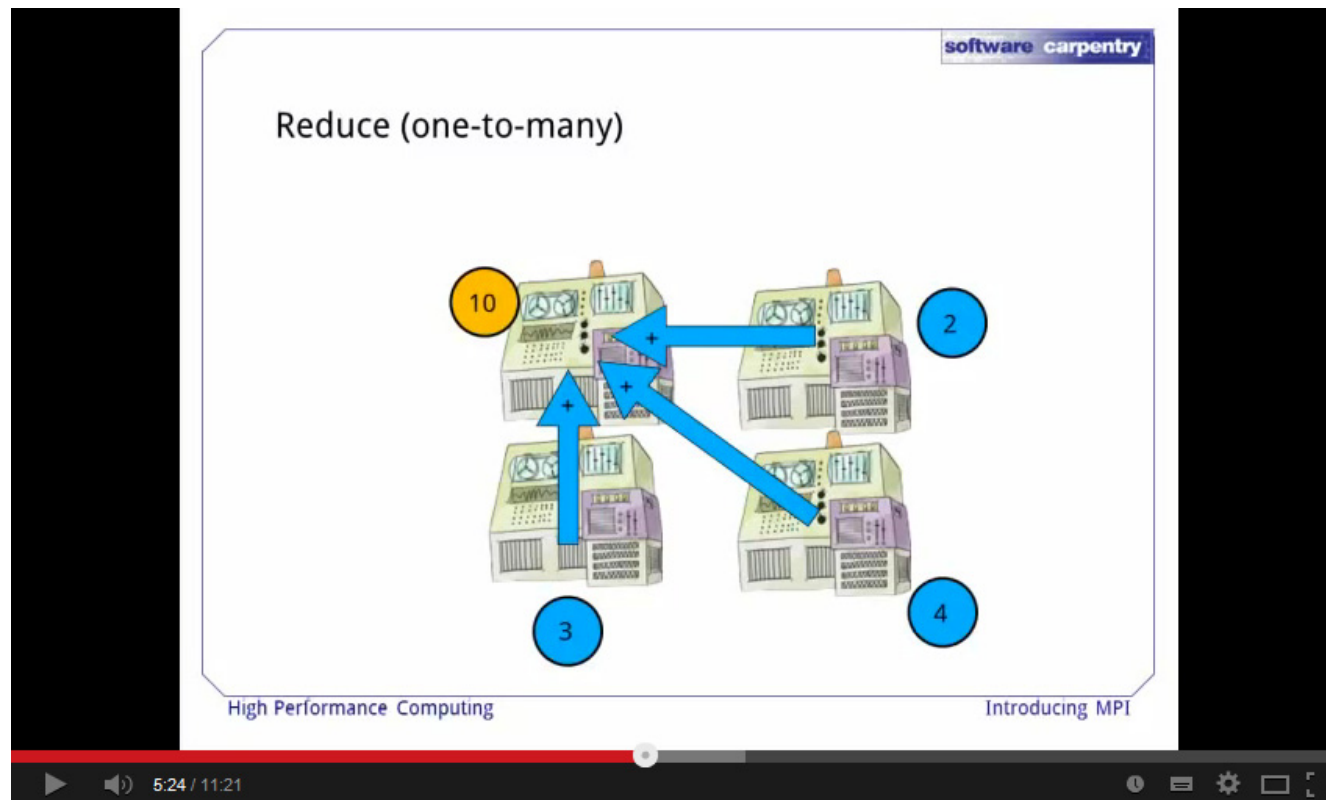 software carpentry
Reduce (one-to-many)
10
2
+
+
+
3
4
High Performance Computing
Introducing MPI
5:24 / 11:21